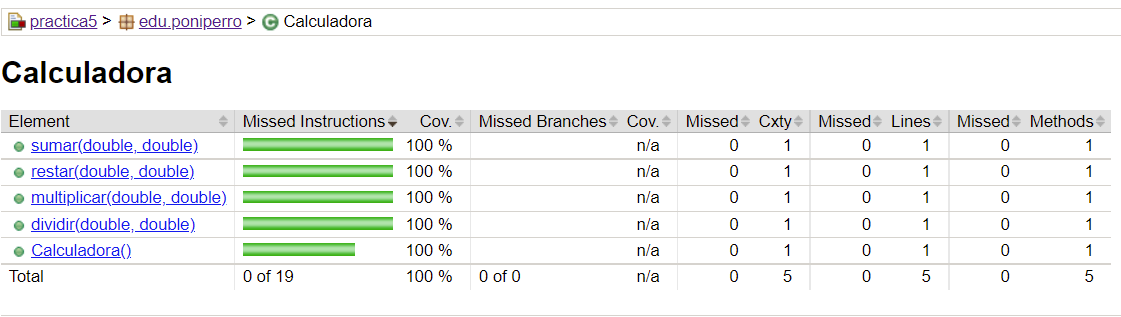 practica5 > edu.poniperro > Calculadora
Calculadora
Element Missed Instructions Cov. Missed Branches Cov. Missed Cxty Missed Lines Missed Methods
sumar(double, double) 100 % n/a 0 1 0 1 0 1
restar(double, double) 100 % n/a 0 1 0 1 0 1
multiplicar(double, double) 100 % n/a 0 1 0 1 0 1
dividir(double, double) 100 % n/a 0 1 0 1 0 1
Calculadora() 100 % n/a 0 1 0 1 0 1
Total 0 of 19 100 % 0 of 0 n/a 0 5 0 5 0 5